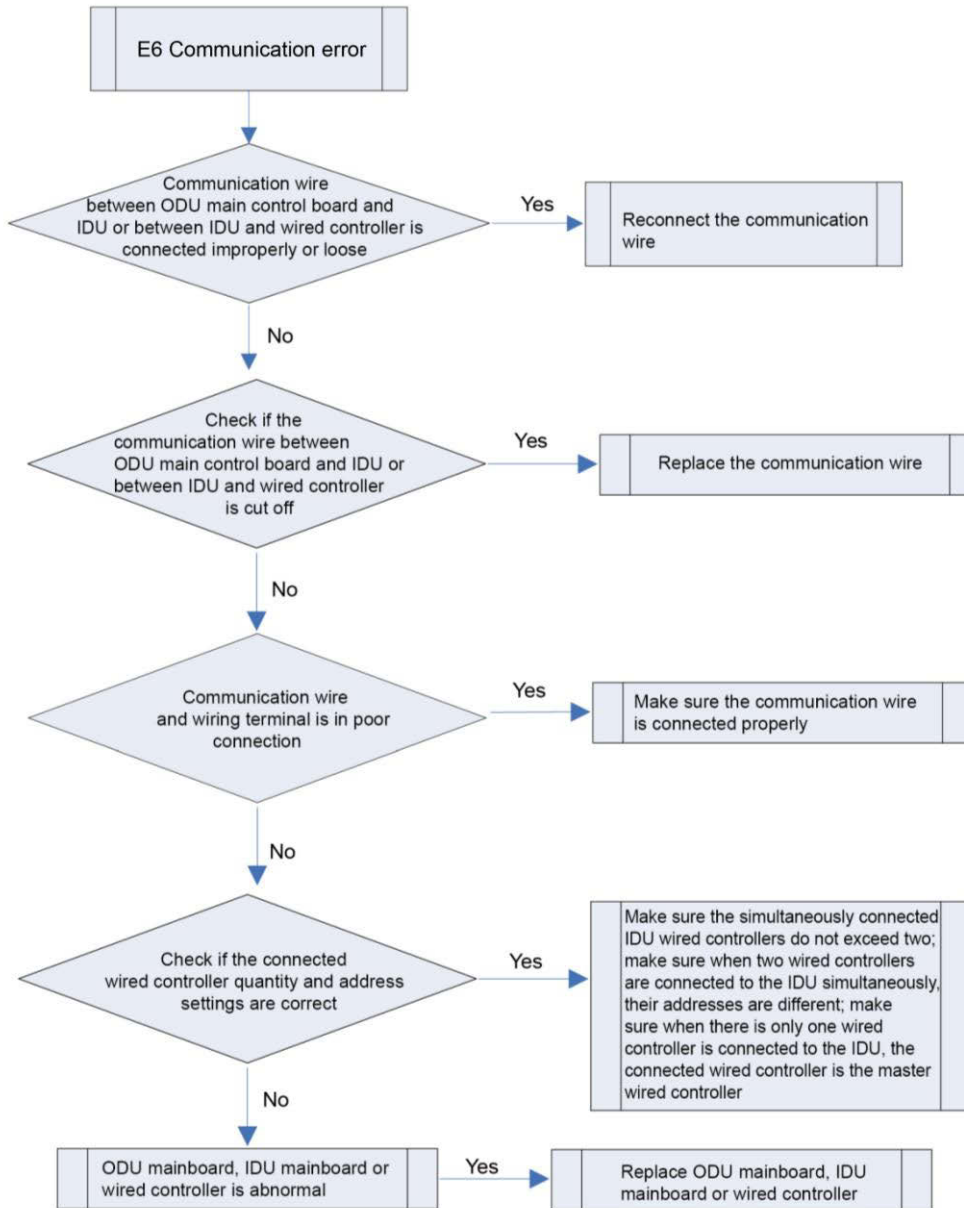 E6 Communication error
Communication wire
between ODU main control board and
IDU or between IDU and wired controller is
connected improperly or loose
Yes
Reconnect the communication
wire
No
Check if the
communication wire between
ODU main control board and IDU or
between IDU and wired controller
is cut off
Yes
Replace the communication wire
No
Communication wire
and wiring terminal is in poor
connection
Yes
Make sure the communication wire
is connected properly
No
Check if the connected
wired controller quantity and address
settings are correct
Yes
Make sure the simultaneously connected
IDU wired controllers do not exceed two;
make sure when two wired controllers
are connected to the IDU simultaneously,
their addresses are different; make
sure when there is only one wired
controller is connected to the IDU, the
connected wired controller is the master
wired controller
No
ODU mainboard, IDU mainboard or
wired controller is abnormal
Yes
Replace ODU mainboard, IDU
mainboard or wired controller